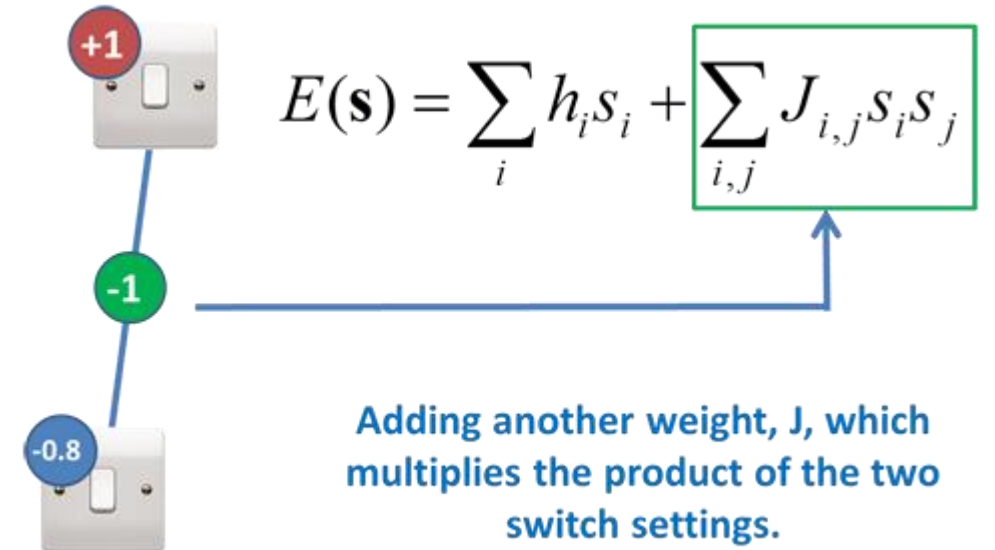 +1
E(s) = ∑ h_i s_i + ∑ J_{i,j} s_i s_j
i
i,j
-1
-0.8
Adding another weight, J, which
multiplies the product of the two
switch settings.